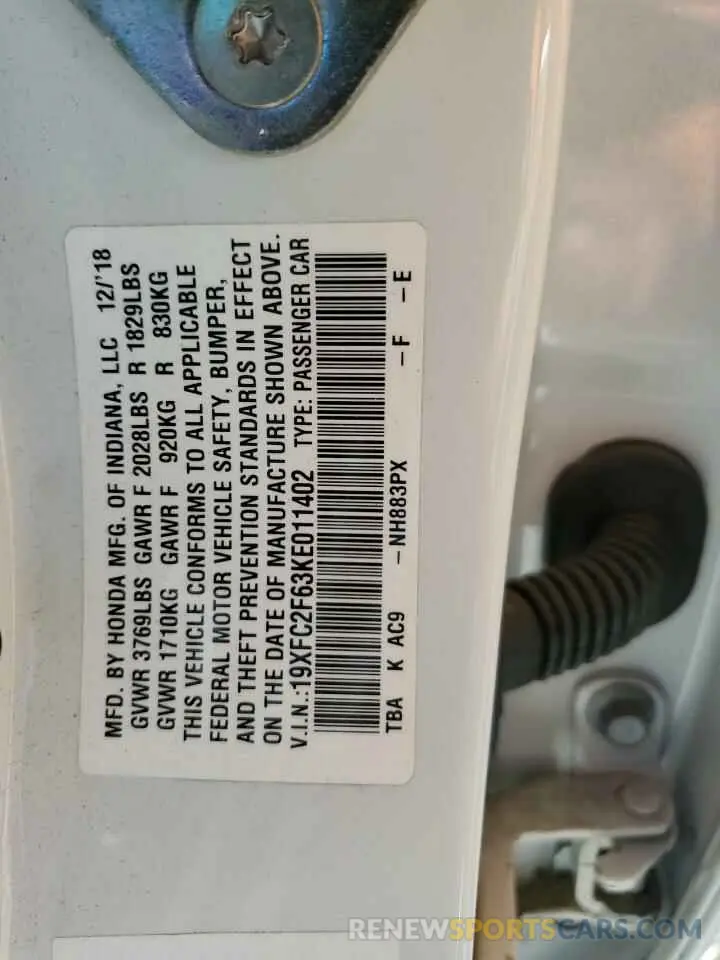 MFD. BY HONDA MFG. OF INDIANA, LLC 12/'18
GVWR 3769LBS GAWR F 2028LBS R 1829LBS
GVWR 1710KG GAWR F 920KG R 830KG
THIS VEHICLE CONFORMS TO ALL APPLICABLE
FEDERAL MOTOR VEHICLE SAFETY, BUMPER,
AND THEFT PREVENTION STANDARDS IN EFFECT
ON THE DATE OF MANUFACTURE SHOWN ABOVE.
V.I.N.:19XFC2F63KE011402 TYPE: PASSENGER CAR
TBA K AC9 -NH883PX -F -E
RENEWSPORTSCARS.COM